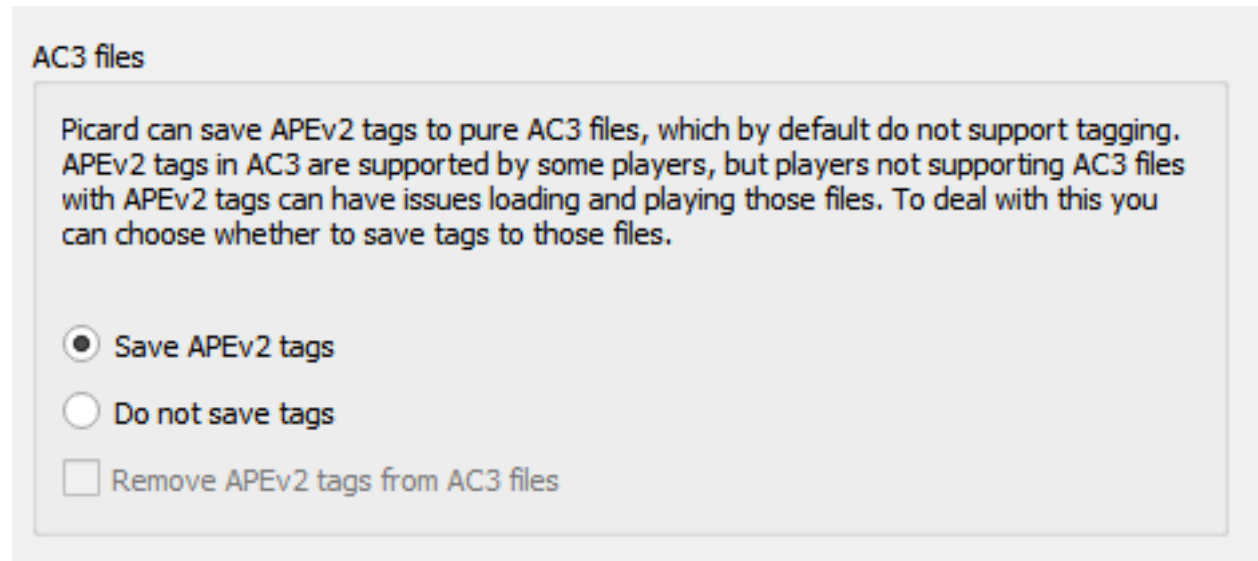 AC3 files
Picard can save APEv2 tags to pure AC3 files, which by default do not support tagging.
APEv2 tags in AC3 are supported by some players, but players not supporting AC3 files
with APEv2 tags can have issues loading and playing those files. To deal with this you
can choose whether to save tags to those files.
Save APEv2 tags
Do not save tags
Remove APEv2 tags from AC3 files